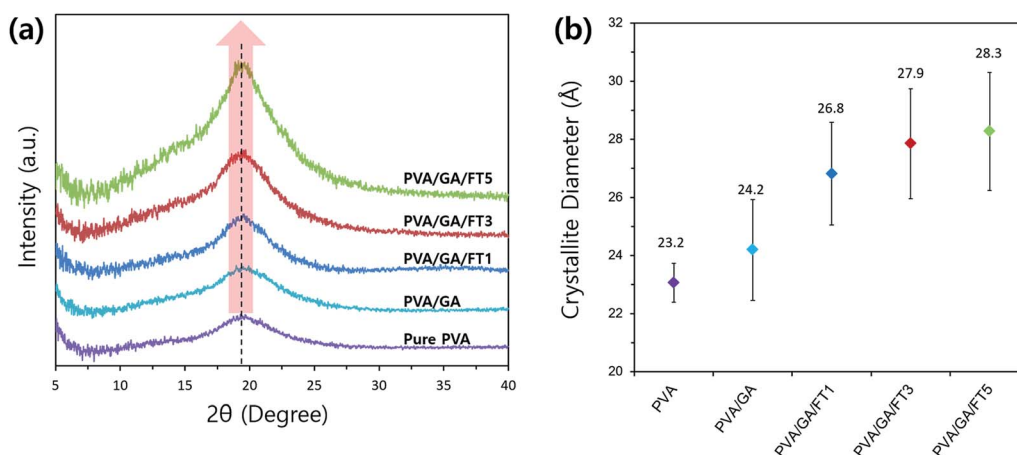 (a)
Intensity (a.u.)
PVA/GA/FT5
PVA/GA/FT3
PVA/GA/FT1
PVA/GA
Pure PVA
5 10 15 20 25 30 35 40
2θ (Degree)
(b)
Crystallite Diameter (Å)
32
30
28
26
24
22
20
23.2
24.2
26.8
27.9
28.3
PVA
PVA/GA
PVA/GA/FT1
PVA/GA/FT3
PVA/GA/FT5